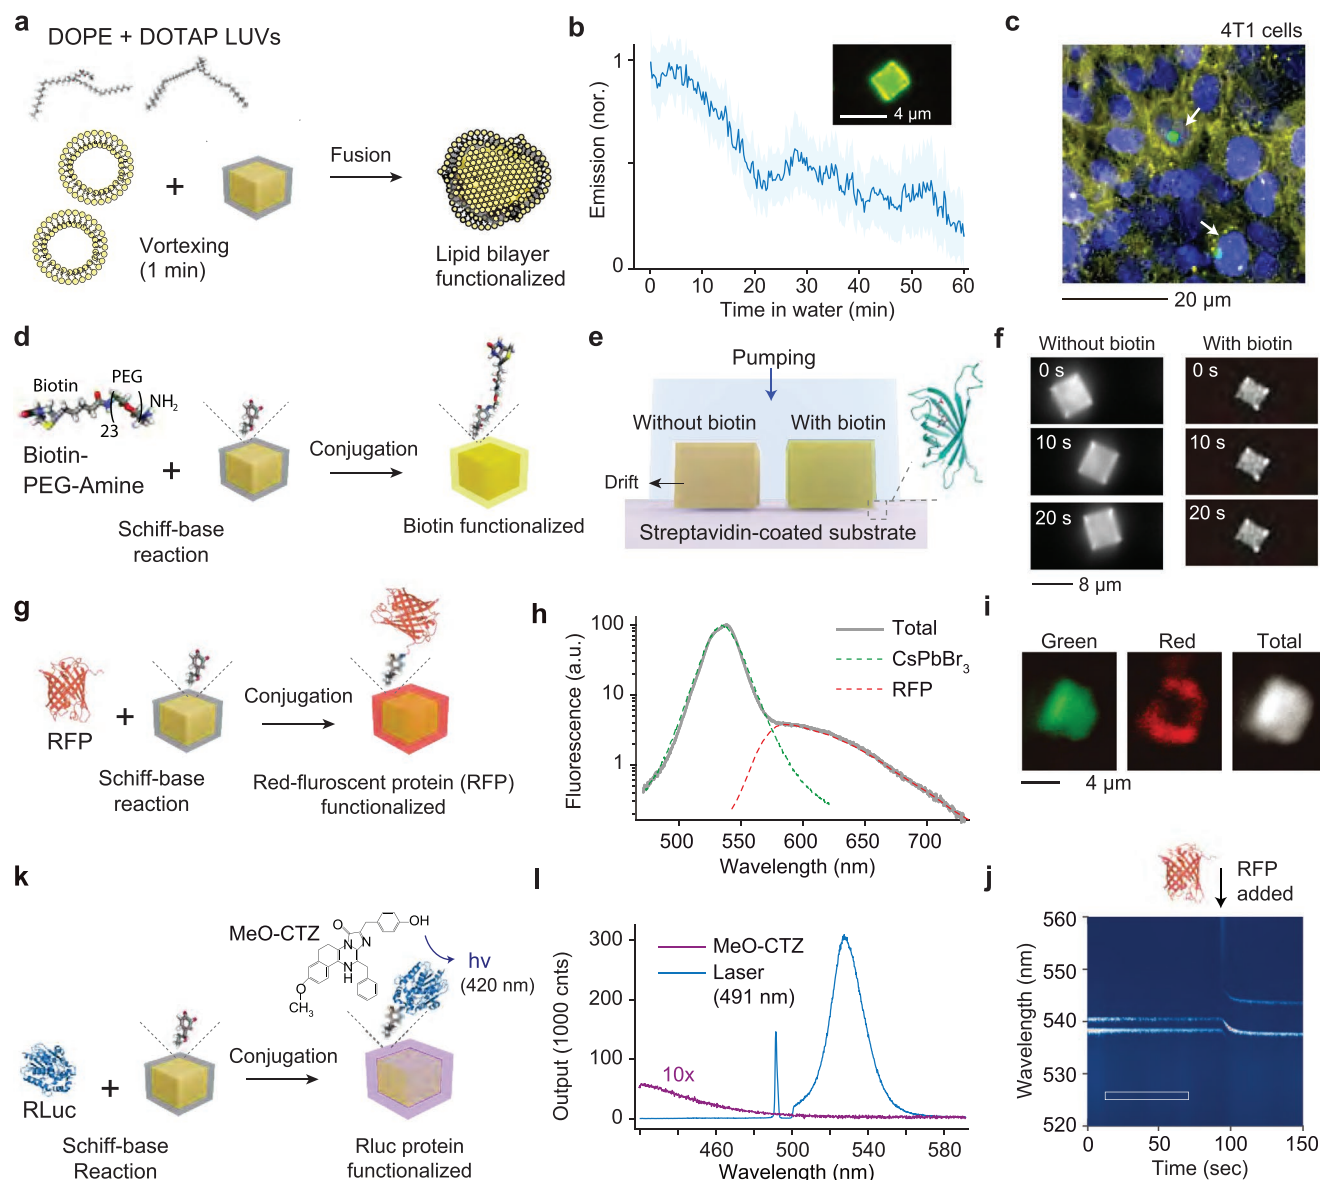 a
DOPE + DOTAP LUVs
+
Vortexing
(1 min)
Fusion
Lipid bilayer
functionalized
b
1
0
Emission (nor.)
4 µm
0 10 20 30 40 50 60
Time in water (min)
c
4T1 cells
20 µm
d
Biotin
PEG
NH2
23
Biotin-
PEG-Amine
+
Schiff-base
reaction
Conjugation
Biotin functionalized
e
Pumping
Without biotin
With biotin
Drift
Streptavidin-coated substrate
f
Without biotin
With biotin
0 s
0 s
10 s
10 s
20 s
20 s
8 µm
g
RFP
+
Schiff-base
reaction
Conjugation
Red-fluroscent protein (RFP)
functionalized
h
Fluorescence (a.u.)
100
10
1
Total
CsPbBr3
RFP
500 550 600 650 700
Wavelength (nm)
i
Green
Red
Total
4 µm
k
RLuc
+
Schiff-base
Reaction
Conjugation
MeO-CTZ
O
OH
N
N
N
N
H
O
CH3
hv
(420 nm)
Rluc protein
functionalized
l
Output (1000 cnts)
300
200
100
0
MeO-CTZ
Laser
(491 nm)
10x
460 500 540 580
Wavelength (nm)
j
RFP
added
Wavelength (nm)
560
550
540
530
520
0 50 100 150
Time (sec)